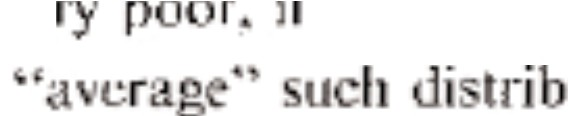 ry poor, if
"average" such distrib